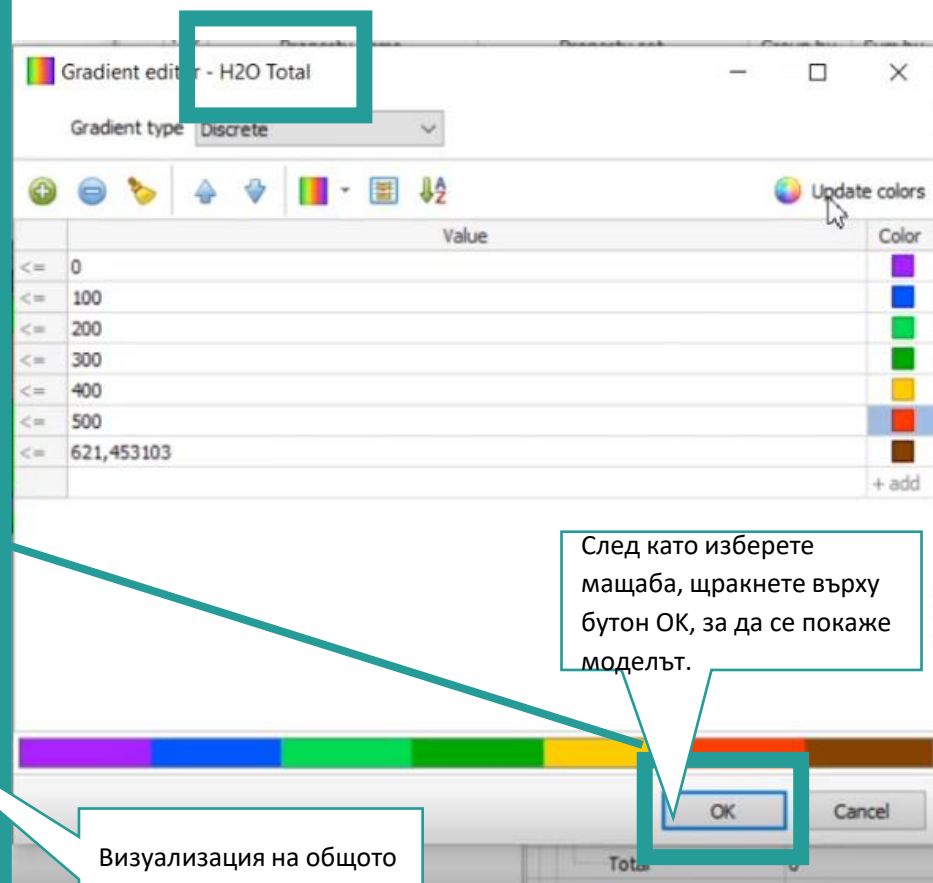 Gradient editor - H2O Total
Gradient type Discrete
Update colors
Value Color
<= 0
<= 100
<= 200
<= 300
<= 400
<= 500
<= 621,453103
+ add
След като изберете
мащаба, щракнете върху
бутон OK, за да се покаже
моделът.
OK Cancel
Визуализация на общото
Total 0